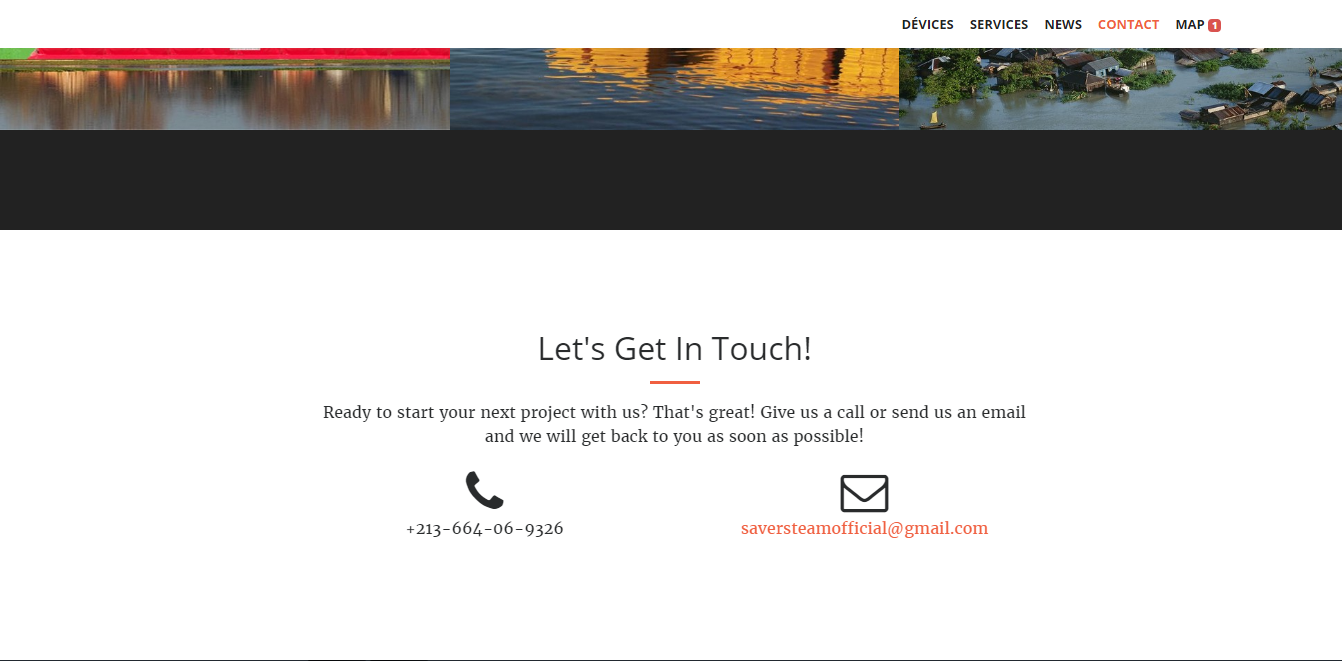 DÉVICES SERVICES NEWS CONTACT MAP 1
Let's Get In Touch!
Ready to start your next project with us? That's great! Give us a call or send us an email
and we will get back to you as soon as possible!
+213-664-06-9326
saversteamofficial@gmail.com